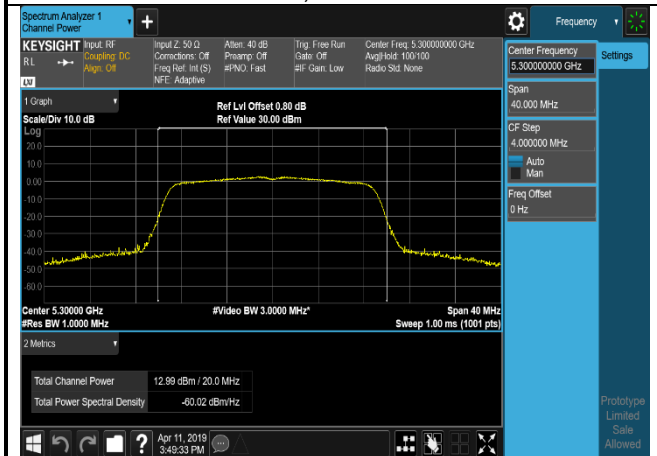 Spectrum Analyzer 1
Channel Power
+
Frequency
KEYSIGHT
RL
LXI
Input: RF
Coupling: DC
Align: Off
Input Z: 50 Ω
Corrections: Off
Freq Ref: Int (S)
NFE: Adaptive
Atten: 40 dB
Preamp: Off
#PNO: Fast
Trig: Free Run
Gate: Off
#IF Gain: Low
Center Freq: 5.300000000 GHz
Avg|Hold: 100/100
Radio Std: None
Center Frequency
5.300000000 GHz
Settings
Span
40.000 MHz
CF Step
4.000000 MHz
Auto
Man
Freq Offset
0 Hz
1 Graph
Scale/Div 10.0 dB
Ref Lvl Offset 0.80 dB
Ref Value 30.00 dBm
Log
20.0
10.0
0.00
-10.0
-20.0
-30.0
-40.0
-50.0
-60.0
Center 5.30000 GHz
#Video BW 3.0000 MHz*
Span 40 MHz
#Res BW 1.0000 MHz
Sweep 1.00 ms (1001 pts)
2 Metrics
Total Channel Power 12.99 dBm / 20.0 MHz
Total Power Spectral Density -60.02 dBm/Hz
Prototype
Limited
Sale
Allowed
?
Apr 11, 2019
3:49:33 PM